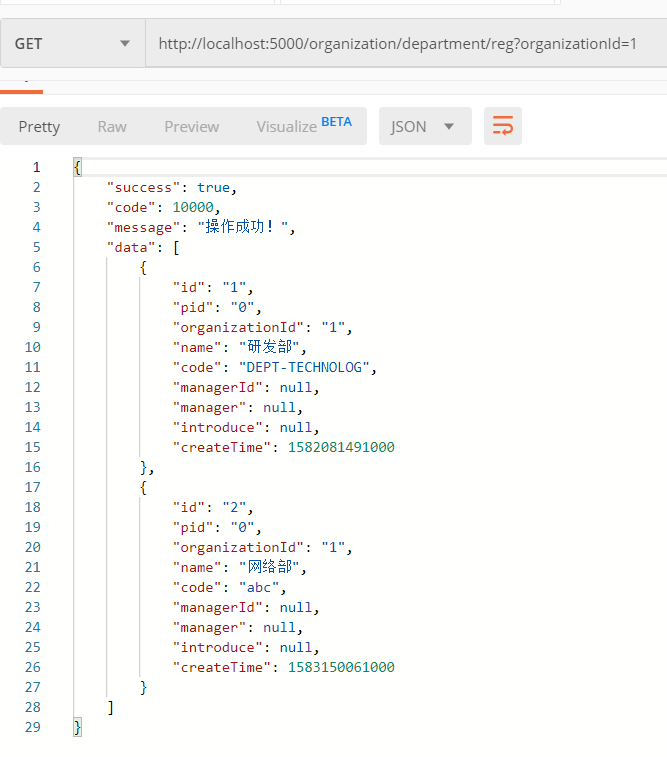 GET http://localhost:5000/organization/department/reg?organizationId=1
Pretty Raw Preview Visualize BETA JSON
1 {
2 "success": true,
3 "code": 10000,
4 "message": "操作成功！",
5 "data": [
6 {
7 "id": "1",
8 "pid": "0",
9 "organizationId": "1",
10 "name": "研发部",
11 "code": "DEPT-TECHNOLOG",
12 "managerId": null,
13 "manager": null,
14 "introduce": null,
15 "createTime": 1582081491000
16 },
17 {
18 "id": "2",
19 "pid": "0",
20 "organizationId": "1",
21 "name": "网络部",
22 "code": "abc",
23 "managerId": null,
24 "manager": null,
25 "introduce": null,
26 "createTime": 1583150061000
27 }
28 ]
29 }